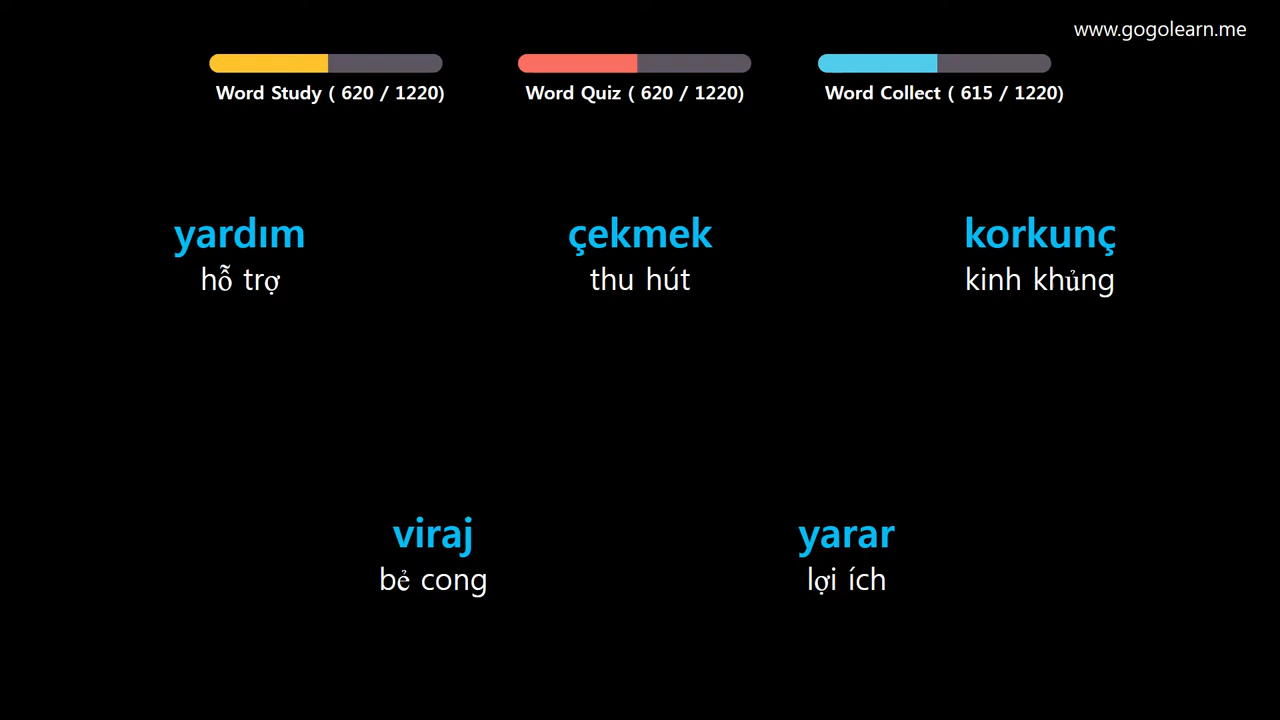 www.gogolearn.me
Word Study ( 620 / 1220)
Word Quiz ( 620 / 1220)
Word Collect ( 615 / 1220)
yardım
hỗ trợ
çekmek
thu hút
korkunç
kinh khủng
viraj
bẻ cong
yarar
lợi ích